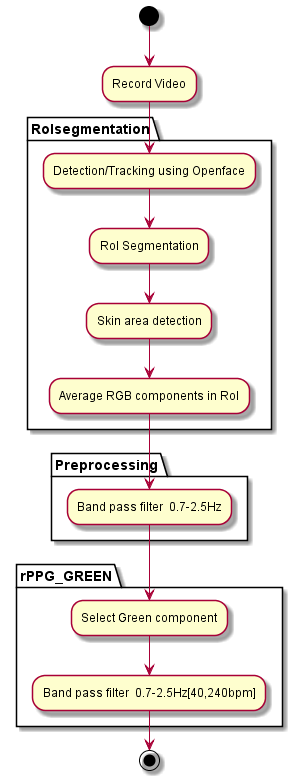 Record Video
RoIsegmentation
Detection/Tracking using Openface
RoI Segmentation
Skin area detection
Average RGB components in RoI
Preprocessing
Band pass filter  0.7-2.5Hz
rPPG_GREEN
Select Green component
Band pass filter  0.7-2.5Hz[40,240bpm]